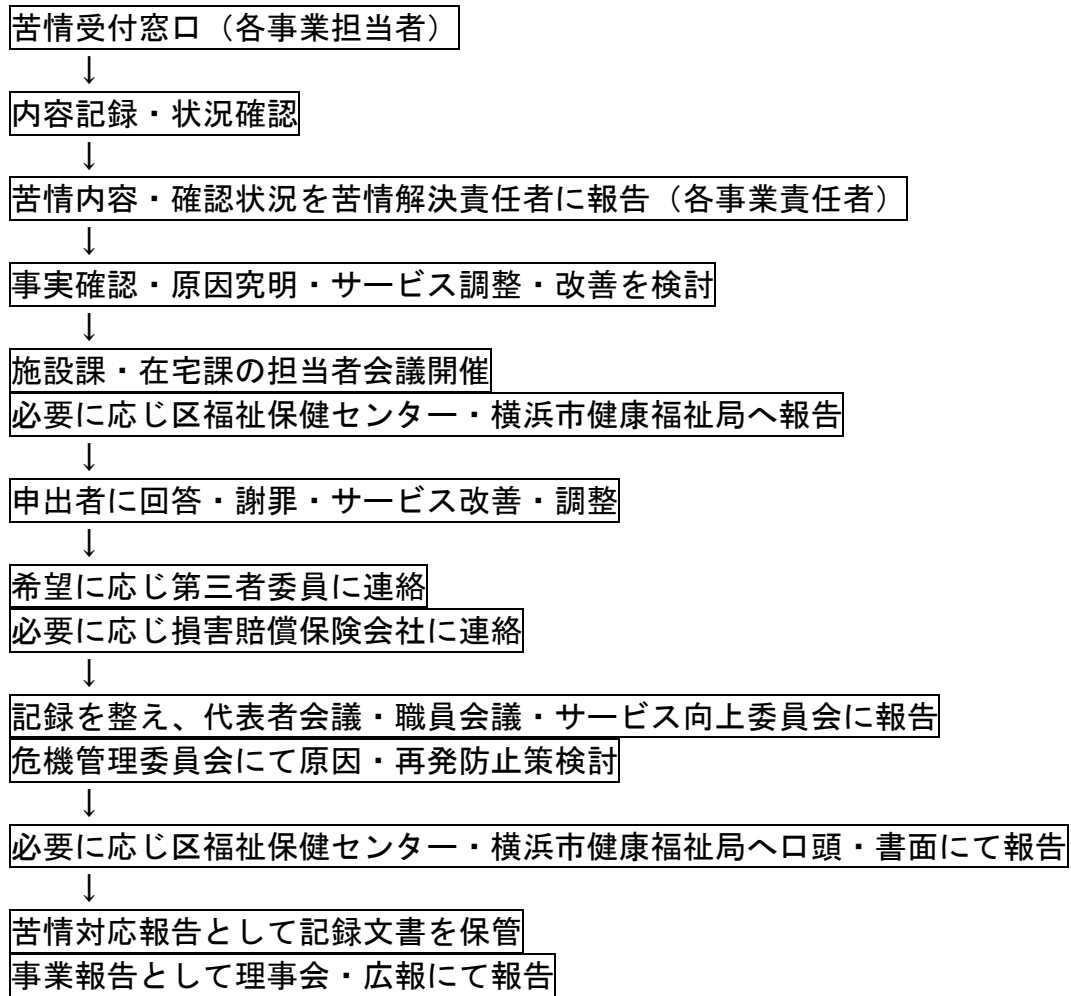 苦情受付窓口（各事業担当者）
↓
内容記録・状況確認
↓
苦情内容・確認状況を苦情解決責任者に報告（各事業責任者）
↓
事実確認・原因究明・サービス調整・改善を検討
↓
施設課・在宅課の担当者会議開催
必要に応じ区福祉保健センター・横浜市健康福祉局へ報告
↓
申出者に回答・謝罪・サービス改善・調整
↓
希望に応じ第三者委員に連絡
必要に応じ損害賠償保険会社に連絡
↓
記録を整え、代表者会議・職員会議・サービス向上委員会に報告
危機管理委員会にて原因・再発防止策検討
↓
必要に応じ区福祉保健センター・横浜市健康福祉局へ口頭・書面にて報告
↓
苦情対応報告として記録文書を保管
事業報告として理事会・広報にて報告